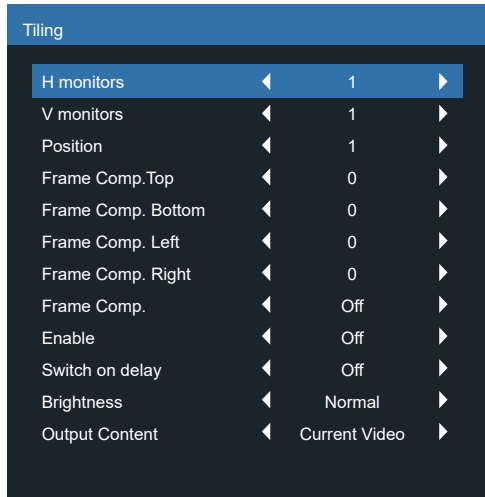 Tiling
H monitors 1
V monitors 1
Position 1
Frame Comp.Top 0
Frame Comp. Bottom 0
Frame Comp. Left 0
Frame Comp. Right 0
Frame Comp. Off
Enable Off
Switch on delay Off
Brightness Normal
Output Content Current Video